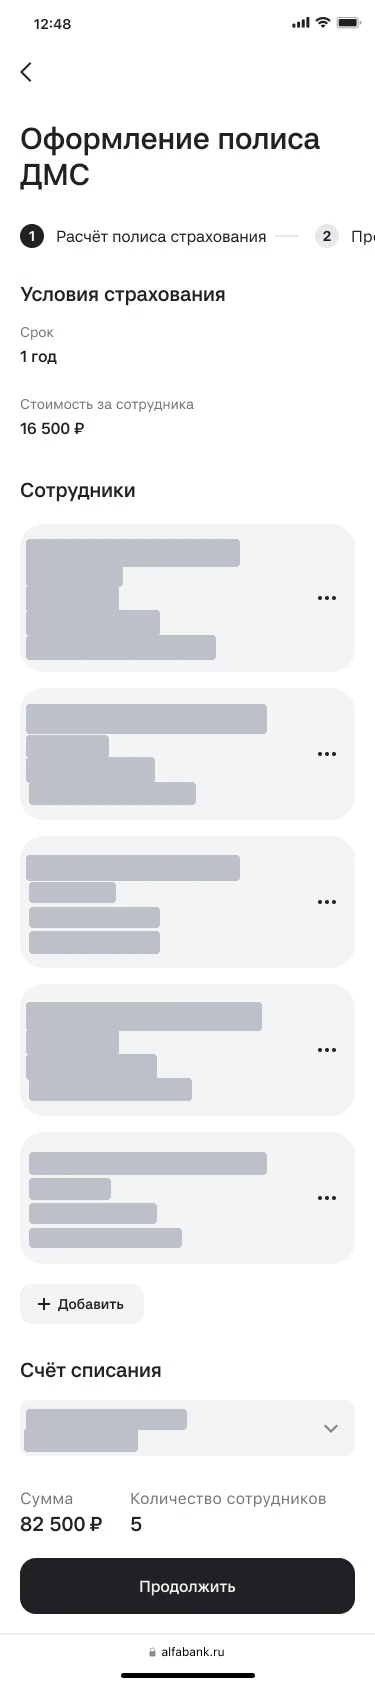 12:48
Оформление полиса
ДМС
1 Расчёт полиса страхования 2
Условия страхования
Срок
1 год
Стоимость за сотрудника
16 500 ₽
Сотрудники
Добавить
Счёт списания
Сумма Количество сотрудников
82 500 ₽ 5
Продолжить
alfabank.ru